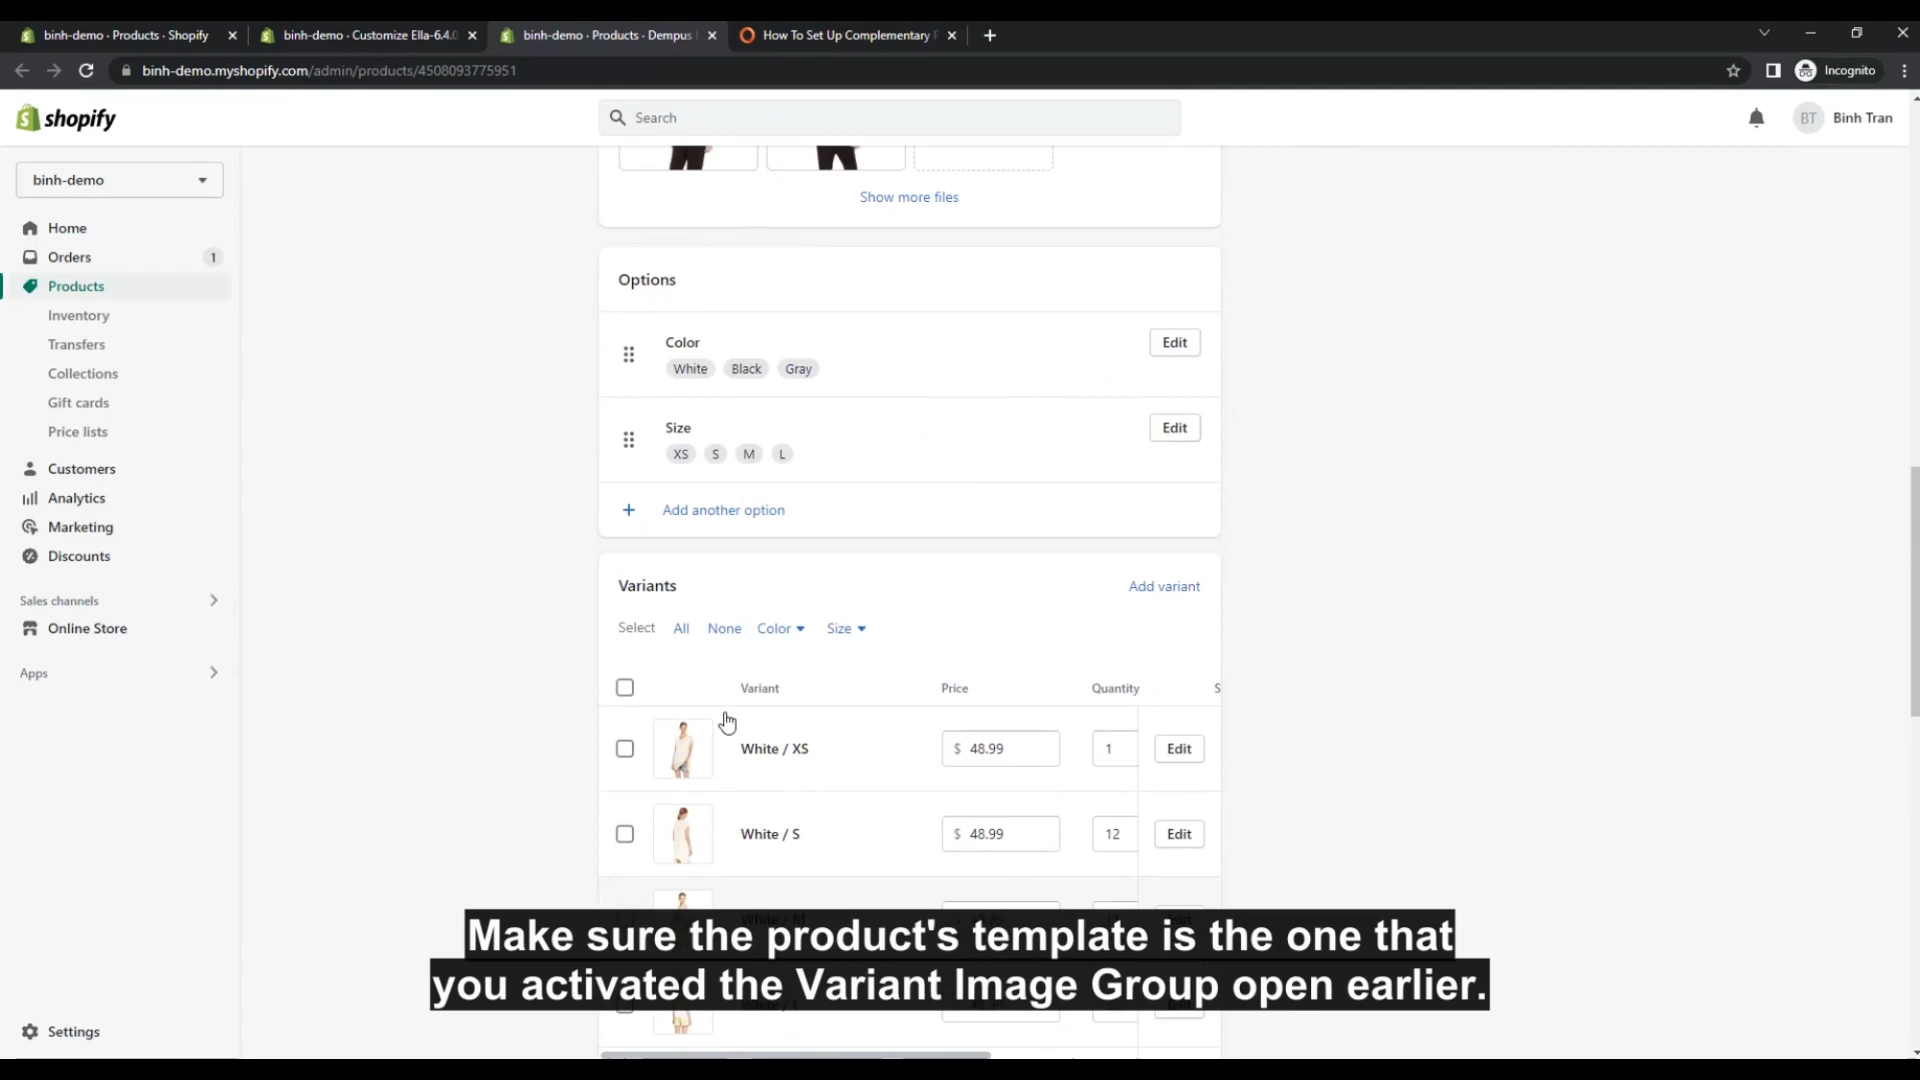 binh-demo · Products · Shopify
binh-demo · Customize Ella-6.4.0
binh-demo · Products · Dempus
How To Set Up Complementary
binh-demo.myshopify.com/admin/products/4508093775951
Incognito
shopify
Search
BT
Binh Tran
binh-demo
Home
Orders
1
Products
Inventory
Transfers
Collections
Gift cards
Price lists
Customers
Analytics
Marketing
Discounts
Sales channels
Online Store
Apps
Settings
Show more files
Options
Color
Edit
White Black Gray
Size
Edit
XS S M L
+ Add another option
Variants
Add variant
Select All None Color Size
Variant Price Quantity S
White / XS $ 48.99 1 Edit
White / S $ 48.99 12 Edit
Make sure the product's template is the one that
you activated the Variant Image Group open earlier.